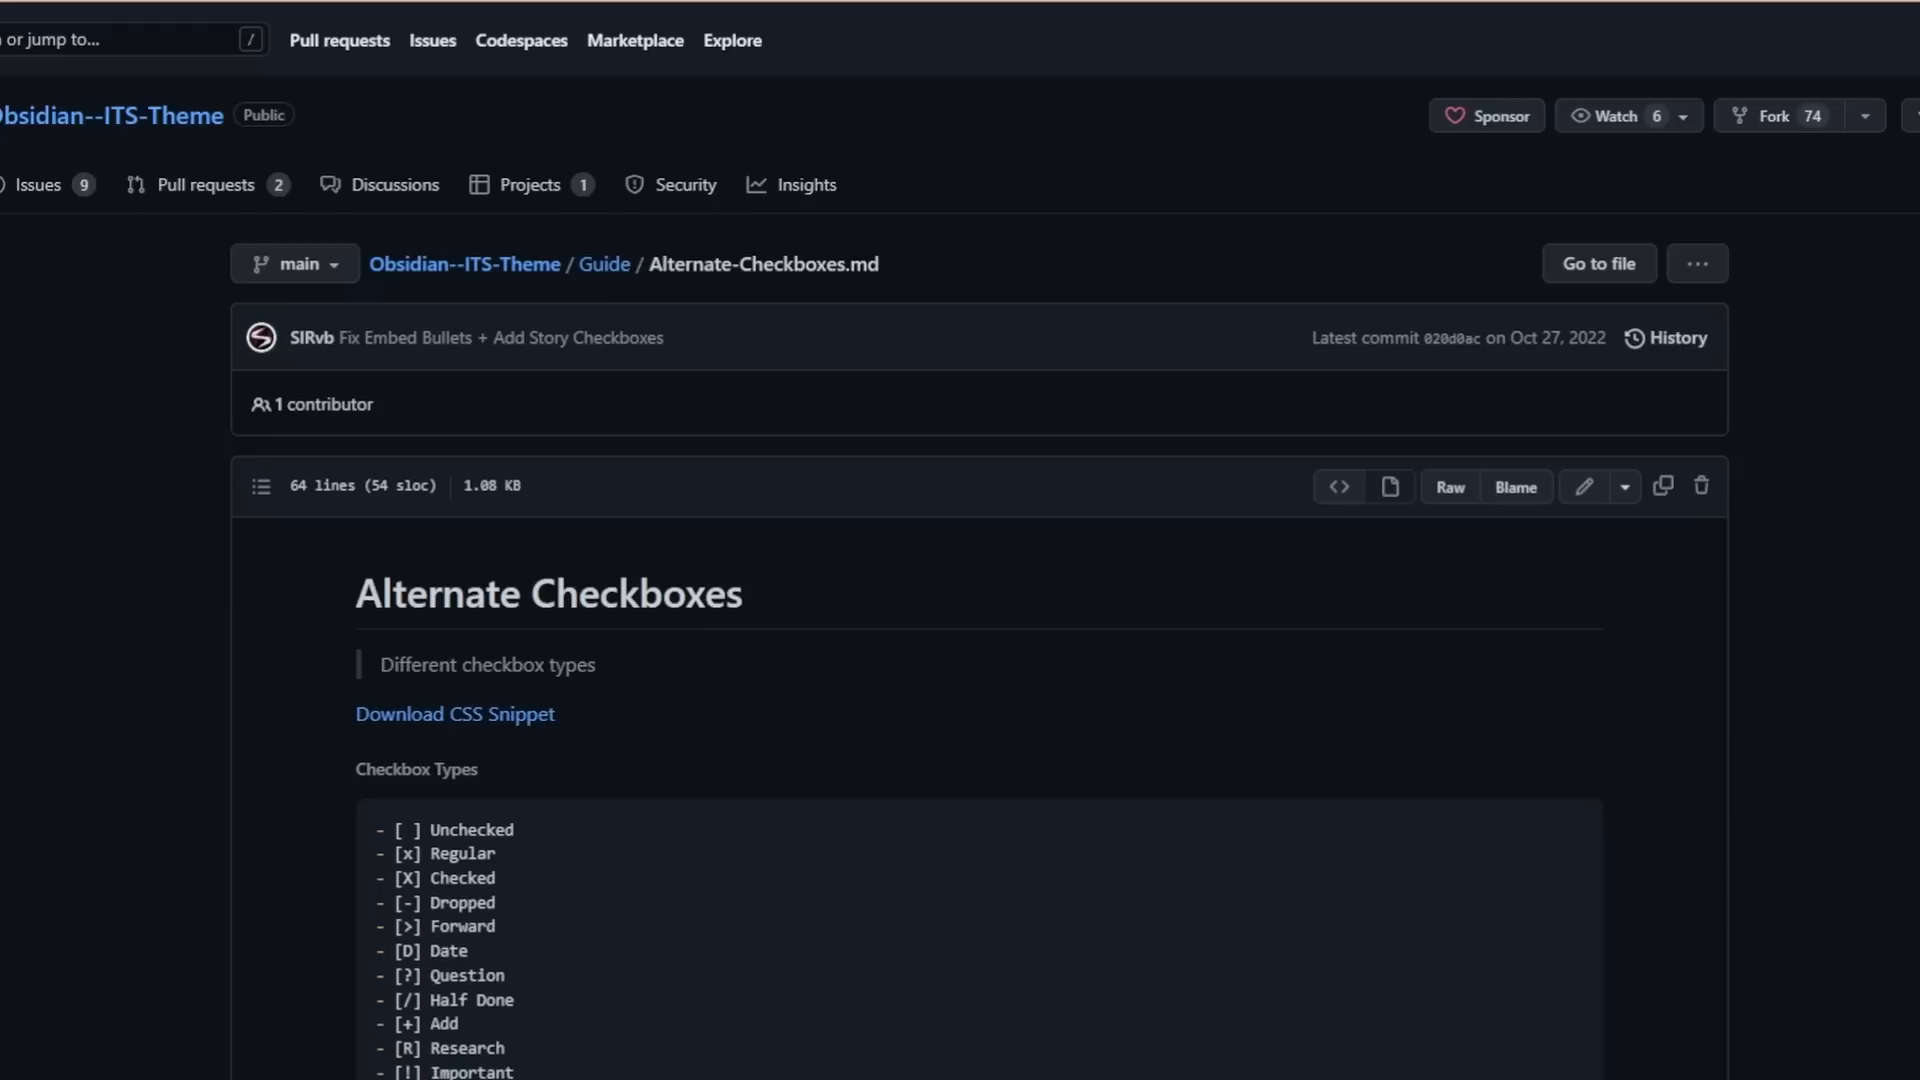 or jump to... /
Pull requests Issues Codespaces Marketplace Explore
bsidian--ITS-Theme Public
Sponsor Watch 6 Fork 74
Issues 9 Pull requests 2 Discussions Projects 1 Security Insights
main Obsidian--ITS-Theme / Guide / Alternate-Checkboxes.md Go to file ...
SlRvb Fix Embed Bullets + Add Story Checkboxes Latest commit 020d0ac on Oct 27, 2022 History
1 contributor
64 lines (54 sloc) 1.08 KB <> Raw Blame
Alternate Checkboxes
Different checkbox types
Download CSS Snippet
Checkbox Types
- [ ] Unchecked
- [x] Regular
- [X] Checked
- [-] Dropped
- [>] Forward
- [D] Date
- [?] Question
- [/] Half Done
- [+] Add
- [R] Research
- [!] Important